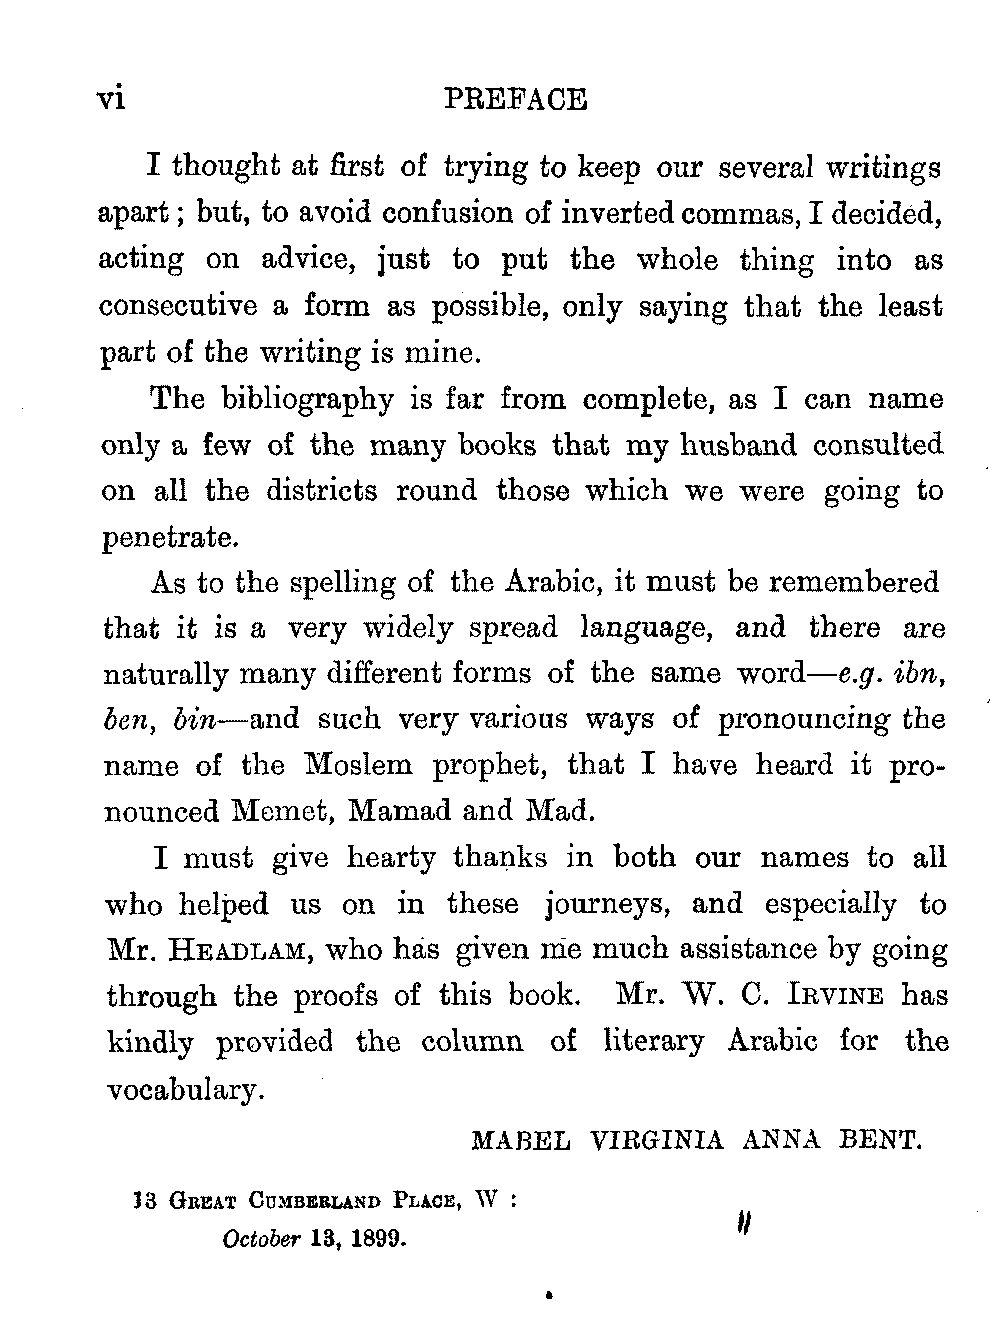 vi PREFACE
I thought at first of trying to keep our several writings
apart ; but, to avoid confusion of inverted commas, I decided,
acting on advice, just to put the whole thing into as
consecutive a form as possible, only saying that the least
part of the writing is mine.
The bibliography is far from complete, as I can name
only a few of the many books that my husband consulted
on all the districts round those which we were going to
penetrate.
As to the spelling of the Arabic, it must be remembered
that it is a very widely spread language, and there are
naturally many different forms of the same word—e.g. ibn,
ben, bin—and such very various ways of pronouncing the
name of the Moslem prophet, that I have heard it pro-
nounced Memet, Mamad and Mad.
I must give hearty thanks in both our names to all
who helped us on in these journeys, and especially to
Mr. HEADLAM, who has given me much assistance by going
through the proofs of this book. Mr. W. C. IRVINE has
kindly provided the column of literary Arabic for the
vocabulary.
MABEL VIRGINIA ANNA BENT.
13 GREAT CUMBERLAND PLACE, W :
October 13, 1899.